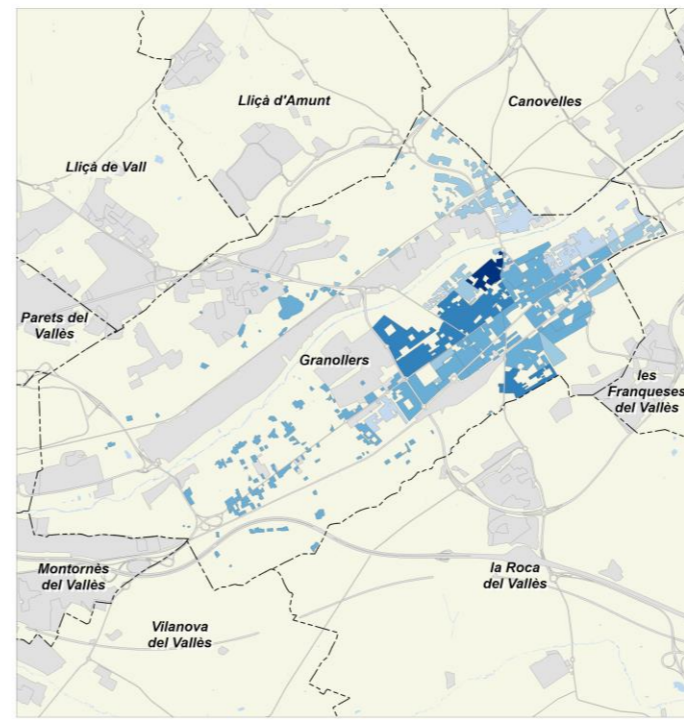 Lliçà d'Amunt
Canovelles
Lliçà de Vall
Parets del
Vallès
Granollers
les
Franqueses
del Vallès
Montornès
del Vallès
la Roca
del Vallès
Vilanova
del Vallès